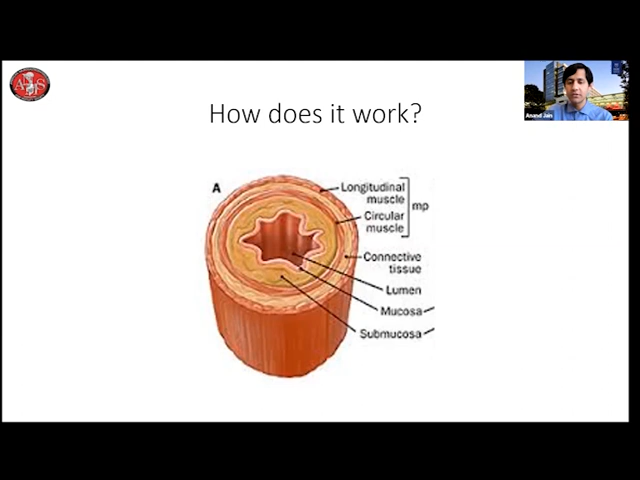 How does it work?
Anand Jain
A
Longitudinal
muscle
mp
Circular
muscle
Connective
tissue
Lumen
Mucosa
Submucosa